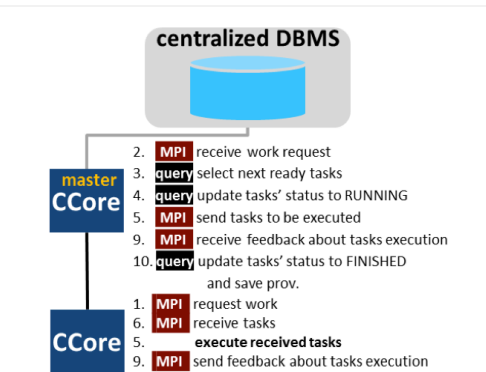 centralized DBMS
2. MPI receive work request
3. query select next ready tasks
4. query update tasks' status to RUNNING
5. MPI send tasks to be executed
9. MPI receive feedback about tasks execution
10. query update tasks' status to FINISHED
and save prov.
master
CCore
1. MPI request work
6. MPI receive tasks
5. execute received tasks
9. MPI send feedback about tasks execution
CCore